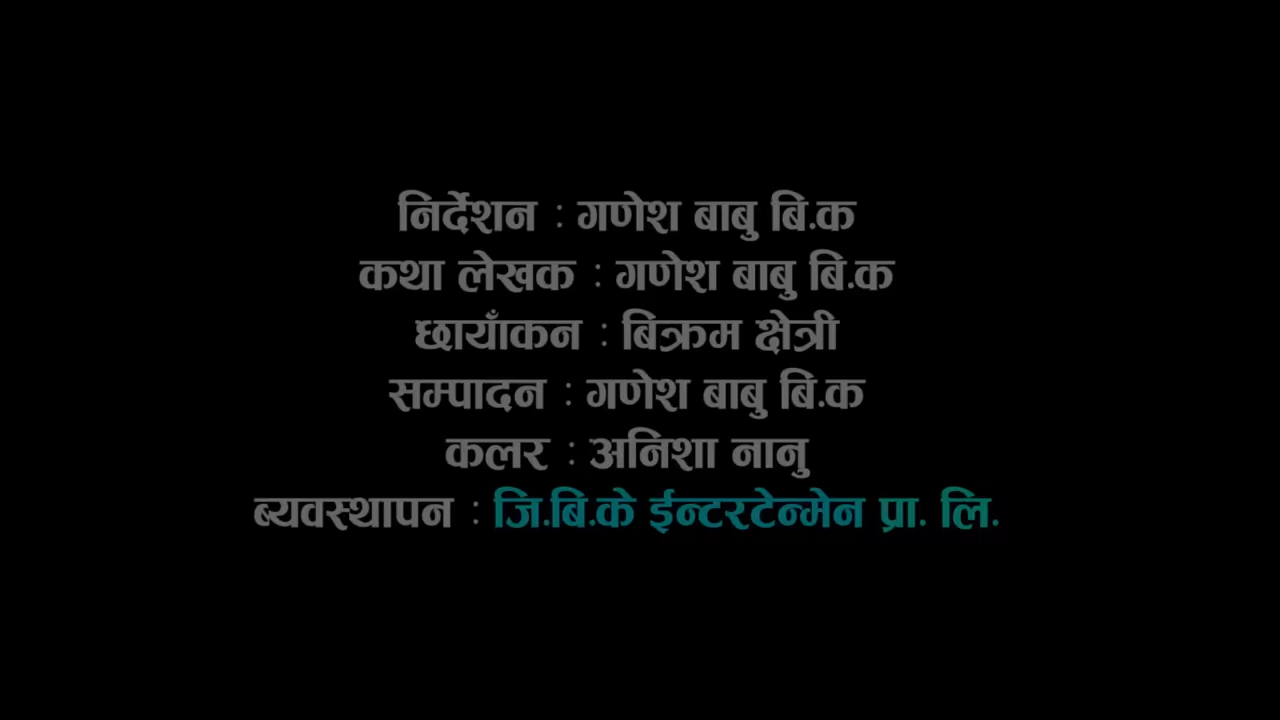 निर्देशन : गणेश बाबु बि.क
कथा लेखक : गणेश बाबु बि.क
छायाँकन : बिक्रम क्षेत्री
सम्पादन : गणेश बाबु बि.क
कलर : अनिशा नानु
ब्यवस्थापन : जि.बि.के ईन्टरटेन्मेन प्रा. लि.